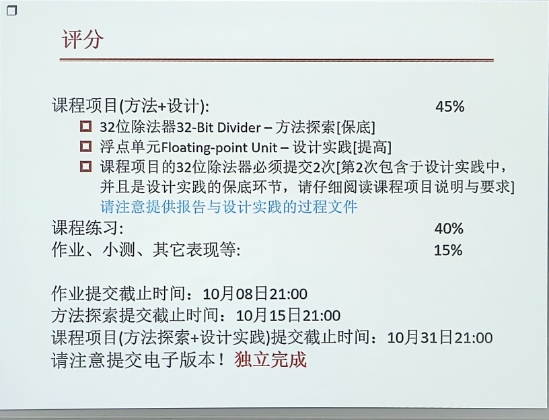 评分
课程项目(方法+设计): 45%
32位除法器32-Bit Divider – 方法探索[保底]
浮点单元Floating-point Unit – 设计实践[提高]
课程项目的32位除法器必须提交2次[第2次包含于设计实践中,
并且是设计实践的保底环节，请仔细阅读课程项目说明与要求]
请注意提供报告与设计实践的过程文件
课程练习: 40%
作业、小测、其它表现等: 15%
作业提交截止时间：10月08日21:00
方法探索提交截止时间：10月15日21:00
课程项目(方法探索+设计实践)提交截止时间：10月31日21:00
请注意提交电子版本！独立完成